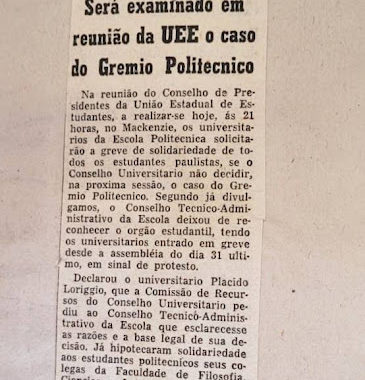 Será examinado em
reunião da UEE o caso
do Gremio Politecnico
Na reunião do Conselho de Pre-
sidentes da União Estadual de Es-
tudantes, a realizar-se hoje, ás 21
horas, no Mackenzie, os universita-
rios da Escola Politecnica solicita-
rão a greve de solidariedade de to-
dos os estudantes paulistas, se o
Conselho Universitario não decidir,
na proxima sessão, o caso do Gre-
mio Politecnico. Segundo já divul-
gamos, o Conselho Tecnico-Admi-
nistrativo da Escola deixou de re-
conhecer o orgão estudantil, tendo
os universitarios entrado em greve
desde a assembléia do dia 31 ulti-
mo, em sinal de protesto.
Declarou o universitario Placido
Loriggio, que a Comissão de Recur-
sos do Conselho Universitario pe-
diu ao Conselho Tecnico-Adminis-
trativo da Escola que esclarecesse
as razões e a base legal de sua de-
cisão. Já hipotecaram solidariedade
aos estudantes politecnicos seus co-
legas da Faculdade de Filosofia,